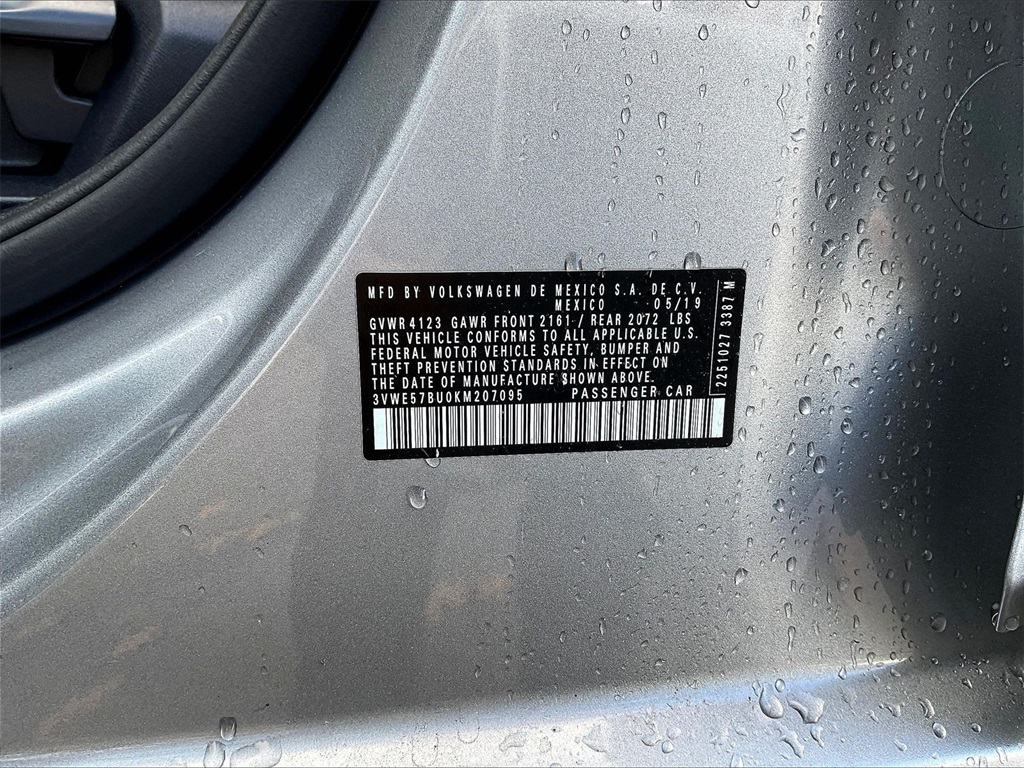 MFD BY VOLKSWAGEN DE MEXICO S.A. DE C.V.
MEXICO 05/19
GVWR 4123 GAWR FRONT 2161 / REAR 2072 LBS
THIS VEHICLE CONFORMS TO ALL APPLICABLE U.S.
FEDERAL MOTOR VEHICLE SAFETY, BUMPER AND
THEFT PREVENTION STANDARDS IN EFFECT ON
THE DATE OF MANUFACTURE SHOWN ABOVE.
3VWE57BU0KM207095 PASSENGER CAR
2251027 3387 M